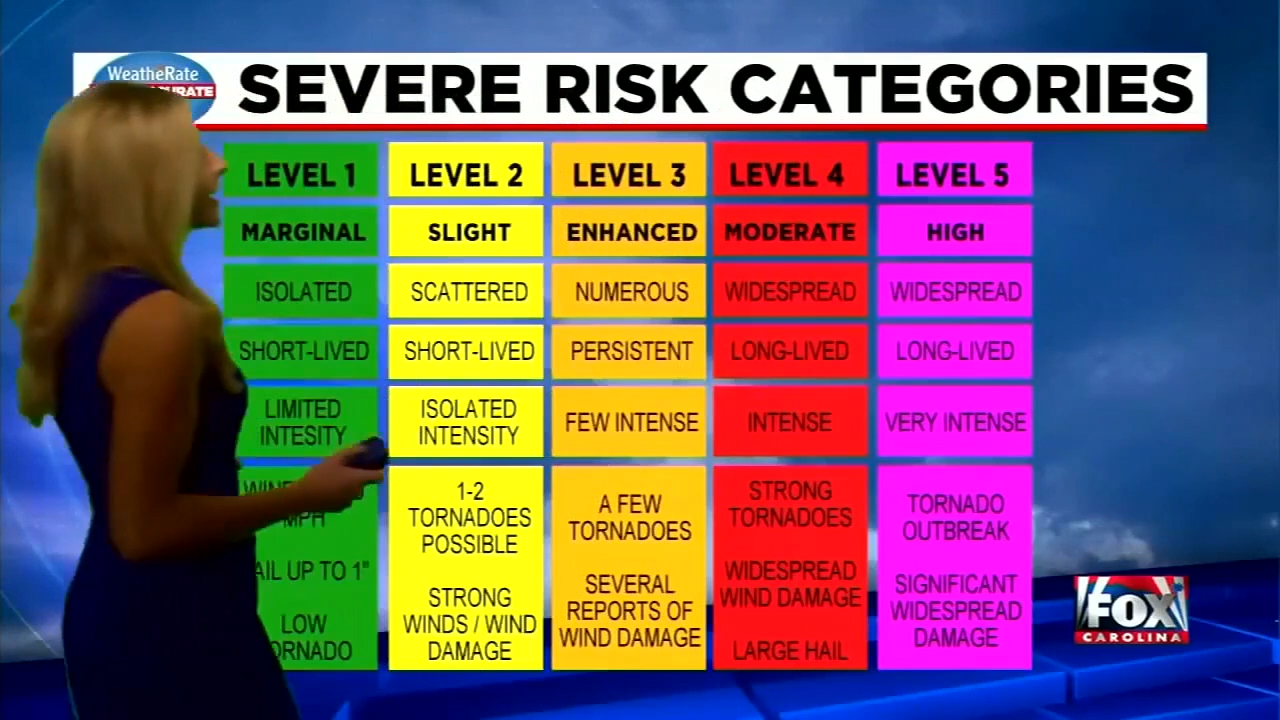 WeatheRate
SEVERE RISK CATEGORIES
LEVEL 1
MARGINAL
ISOLATED
SHORT-LIVED
LIMITED
INTESITY
MPH
UP TO 1"
LOW
LEVEL 2
SLIGHT
SCATTERED
SHORT-LIVED
ISOLATED
INTENSITY
1-2
TORNADOES
POSSIBLE
STRONG
WINDS / WIND
DAMAGE
LEVEL 3
ENHANCED
NUMEROUS
PERSISTENT
FEW INTENSE
A FEW
TORNADOES
SEVERAL
REPORTS OF
WIND DAMAGE
LEVEL 4
MODERATE
WIDESPREAD
LONG-LIVED
INTENSE
STRONG
TORNADOES
WIDESPREAD
WIND DAMAGE
LARGE HAIL
LEVEL 5
HIGH
WIDESPREAD
LONG-LIVED
VERY INTENSE
TORNADO
OUTBREAK
SIGNIFICANT
WIDESPREAD
DAMAGE
FOX
CAROLINA